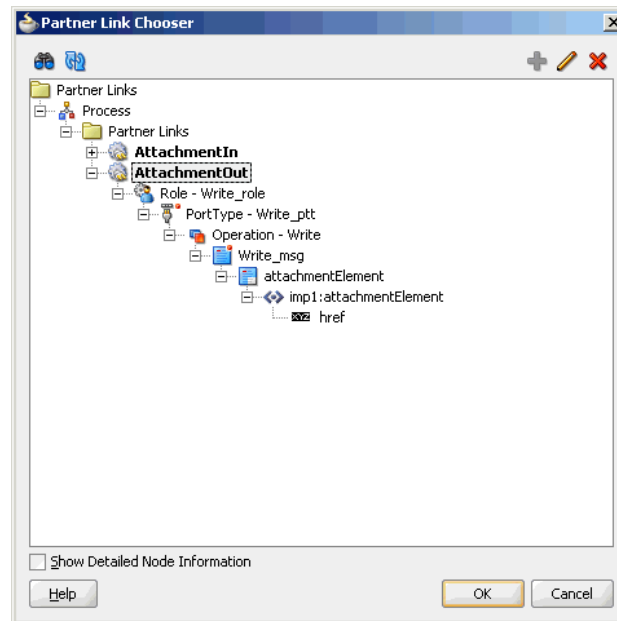 Partner Link Chooser
Partner Links
Process
Partner Links
AttachmentIn
AttachmentOut
Role - Write_role
PortType - Write_ptt
Operation - Write
Write_msg
attachmentElement
imp1:attachmentElement
XYZ href
Show Detailed Node Information
Help OK Cancel